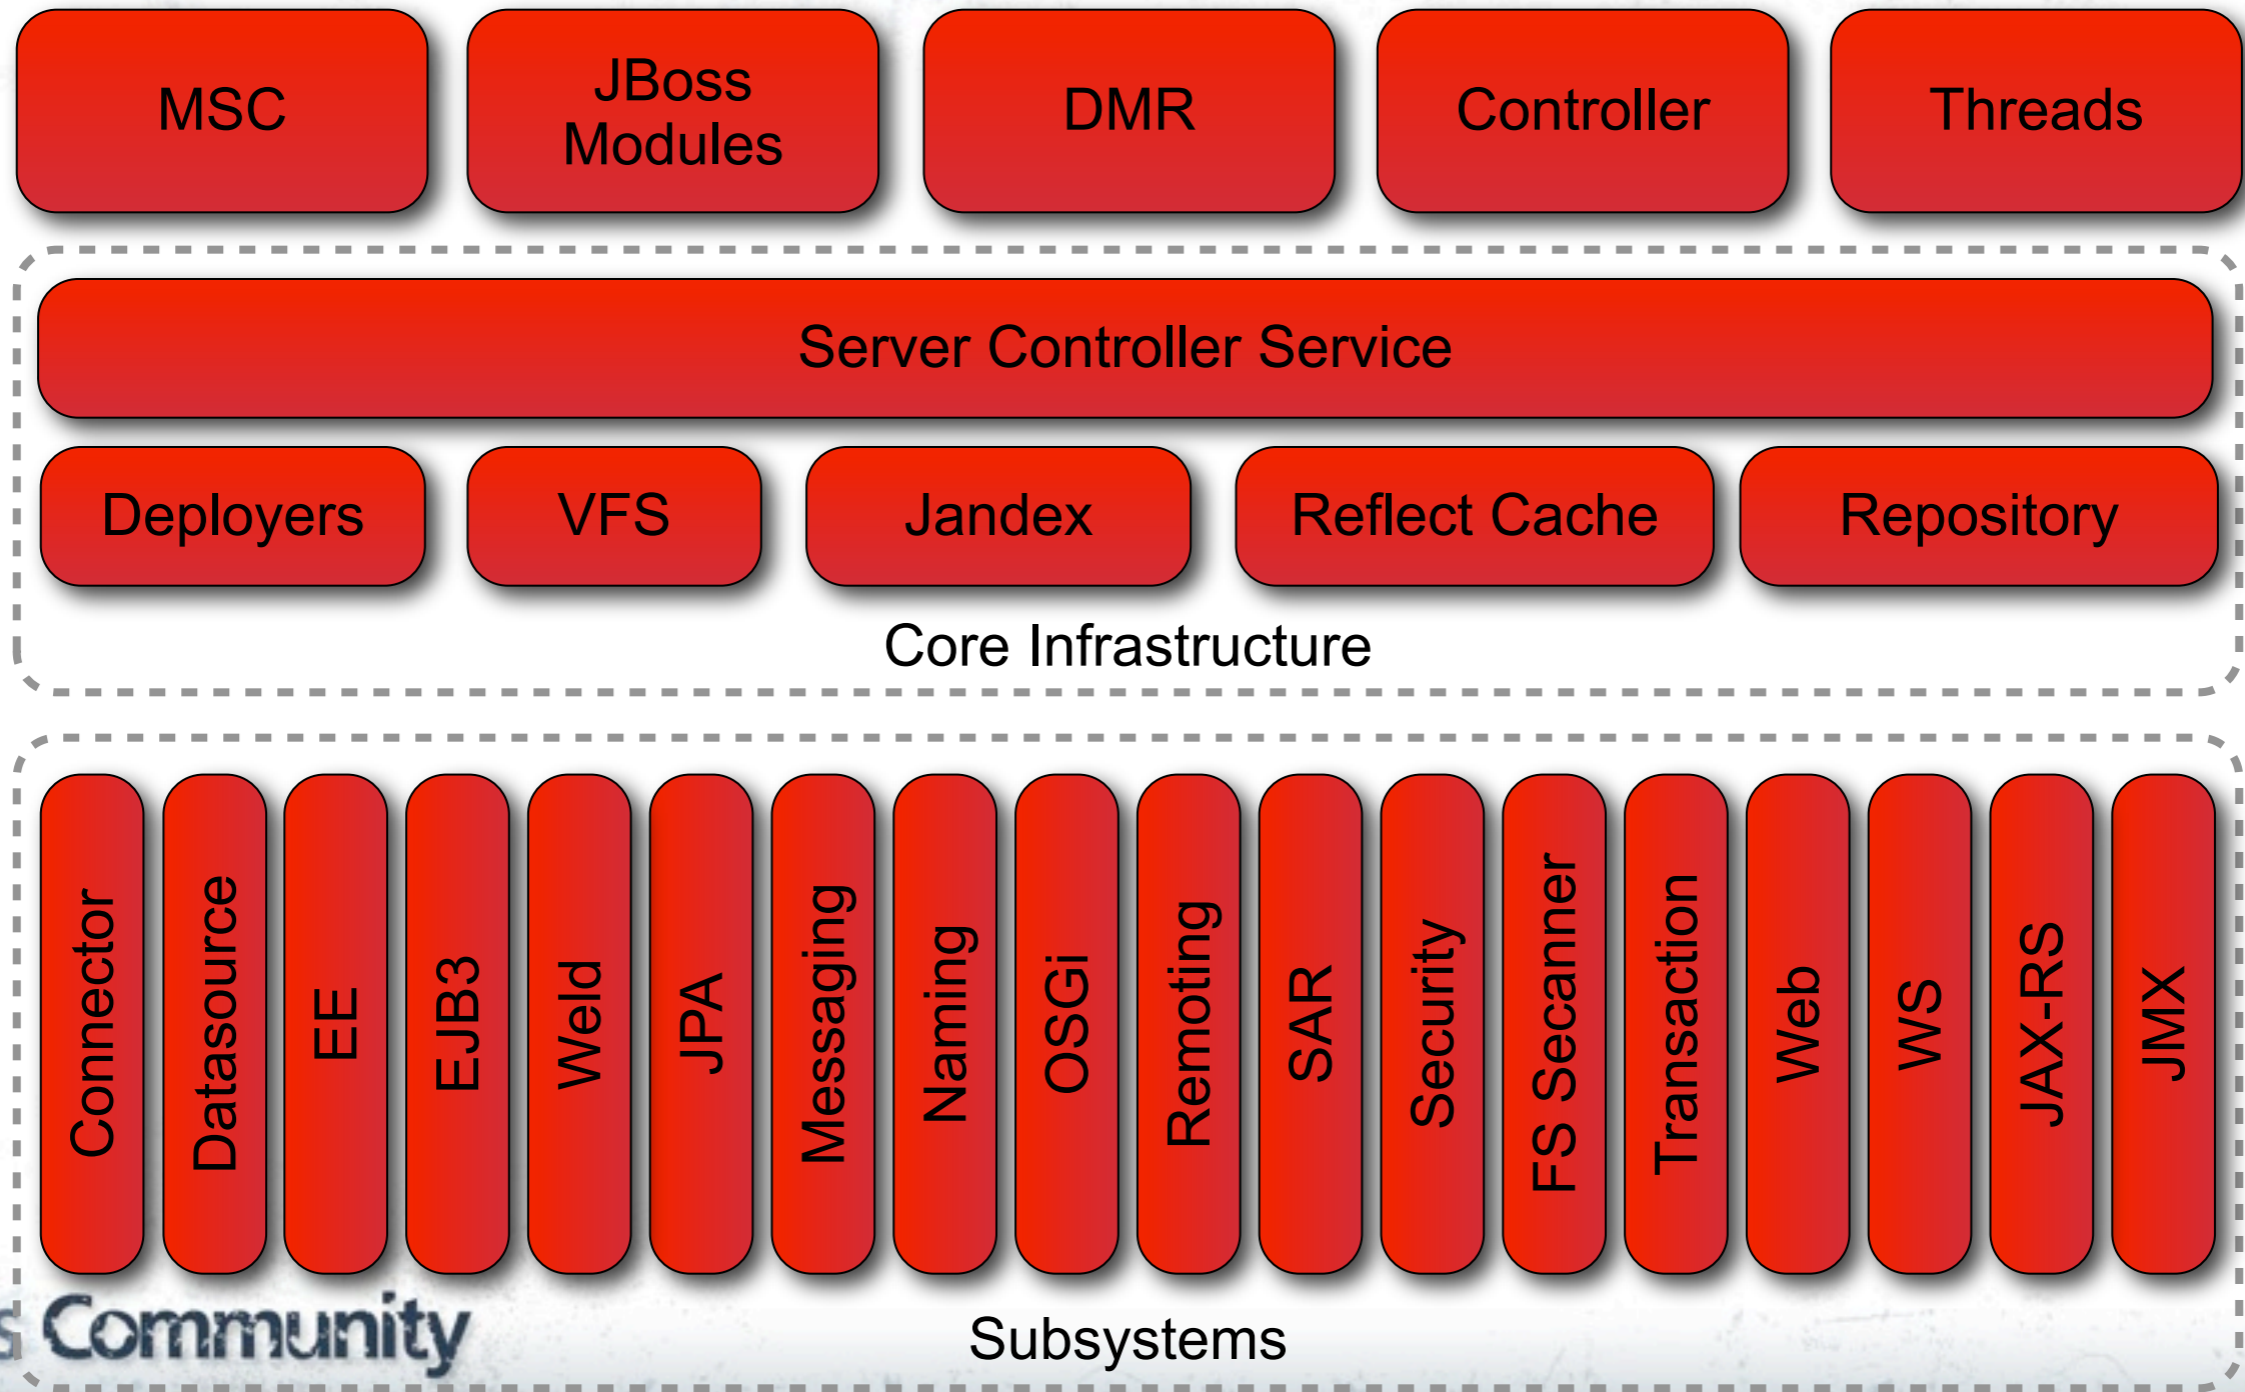 MSC
JBoss
Modules
DMR
Controller
Threads
Server Controller Service
Deployers
VFS
Jandex
Reflect Cache
Repository
Core Infrastructure
Connector
Datasource
EE
EJB3
Weld
JPA
Messaging
Naming
OSGi
Remoting
SAR
Security
FS Secanner
Transaction
Web
WS
JAX-RS
JMX
s Community
Subsystems